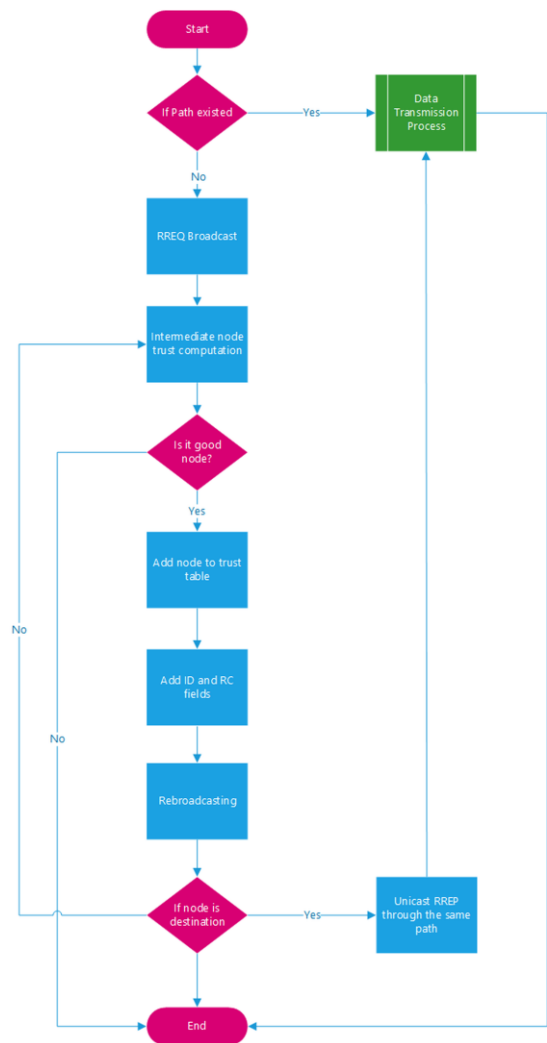 Start
If Path existed
Yes
Data
Transmission
Process
No
RREQ Broadcast
Intermediate node
trust computation
Is it good
node?
Yes
Add node to trust
table
No
Add ID and RC
fields
No
Rebroadcasting
If node is
destination
Yes
Unicast RREP
through the same
path
End